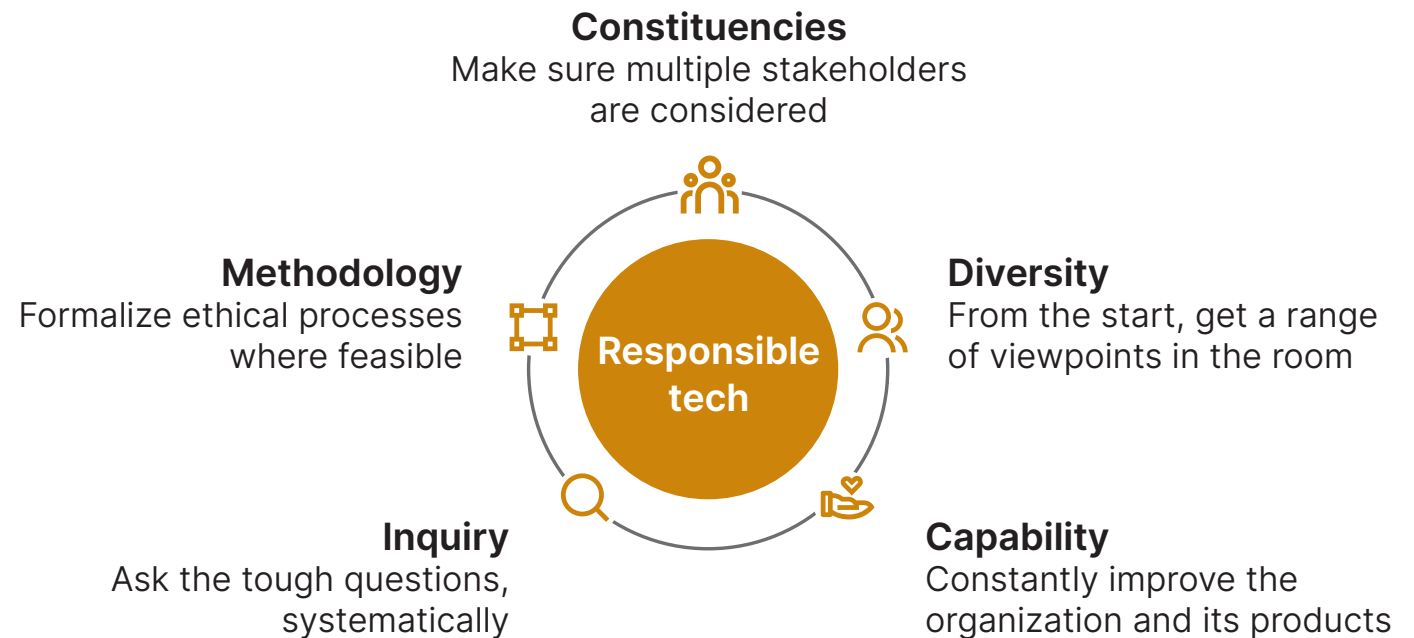 Constituencies
Make sure multiple stakeholders
are considered
Methodology
Formalize ethical processes
where feasible
Diversity
From the start, get a range
of viewpoints in the room
Responsible
tech
Inquiry
Ask the tough questions,
systematically
Capability
Constantly improve the
organization and its products